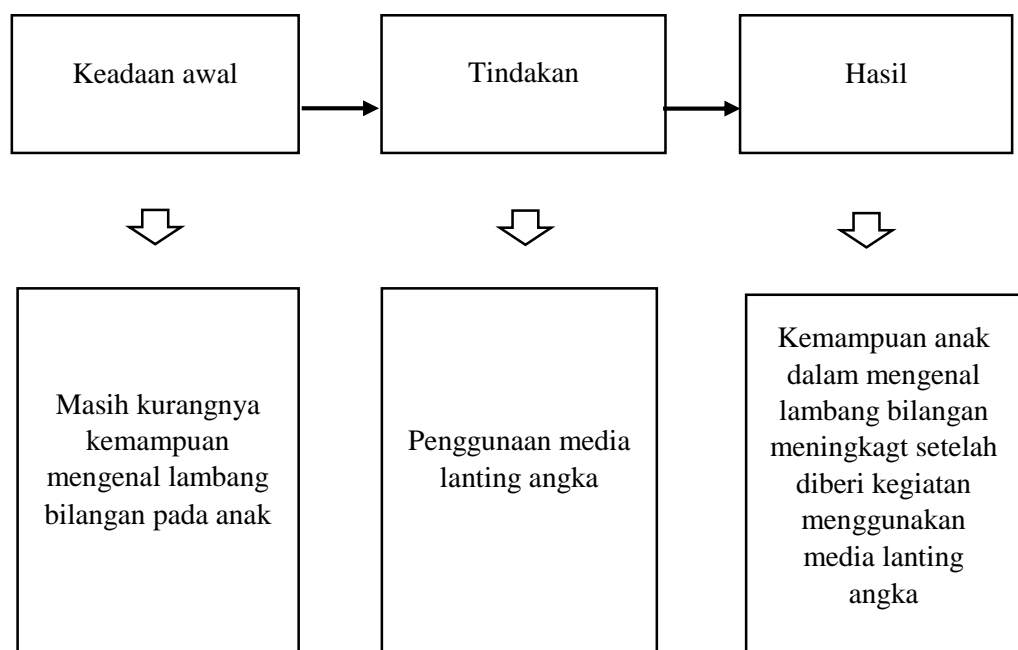 Keadaan awal
Tindakan
Hasil
Masih kurangnya
kemampuan
mengenal lambang
bilangan pada anak
Penggunaan media
lanting angka
Kemampuan anak
dalam mengenal
lambang bilangan
meningkagt setelah
diberi kegiatan
menggunakan
media lanting
angka